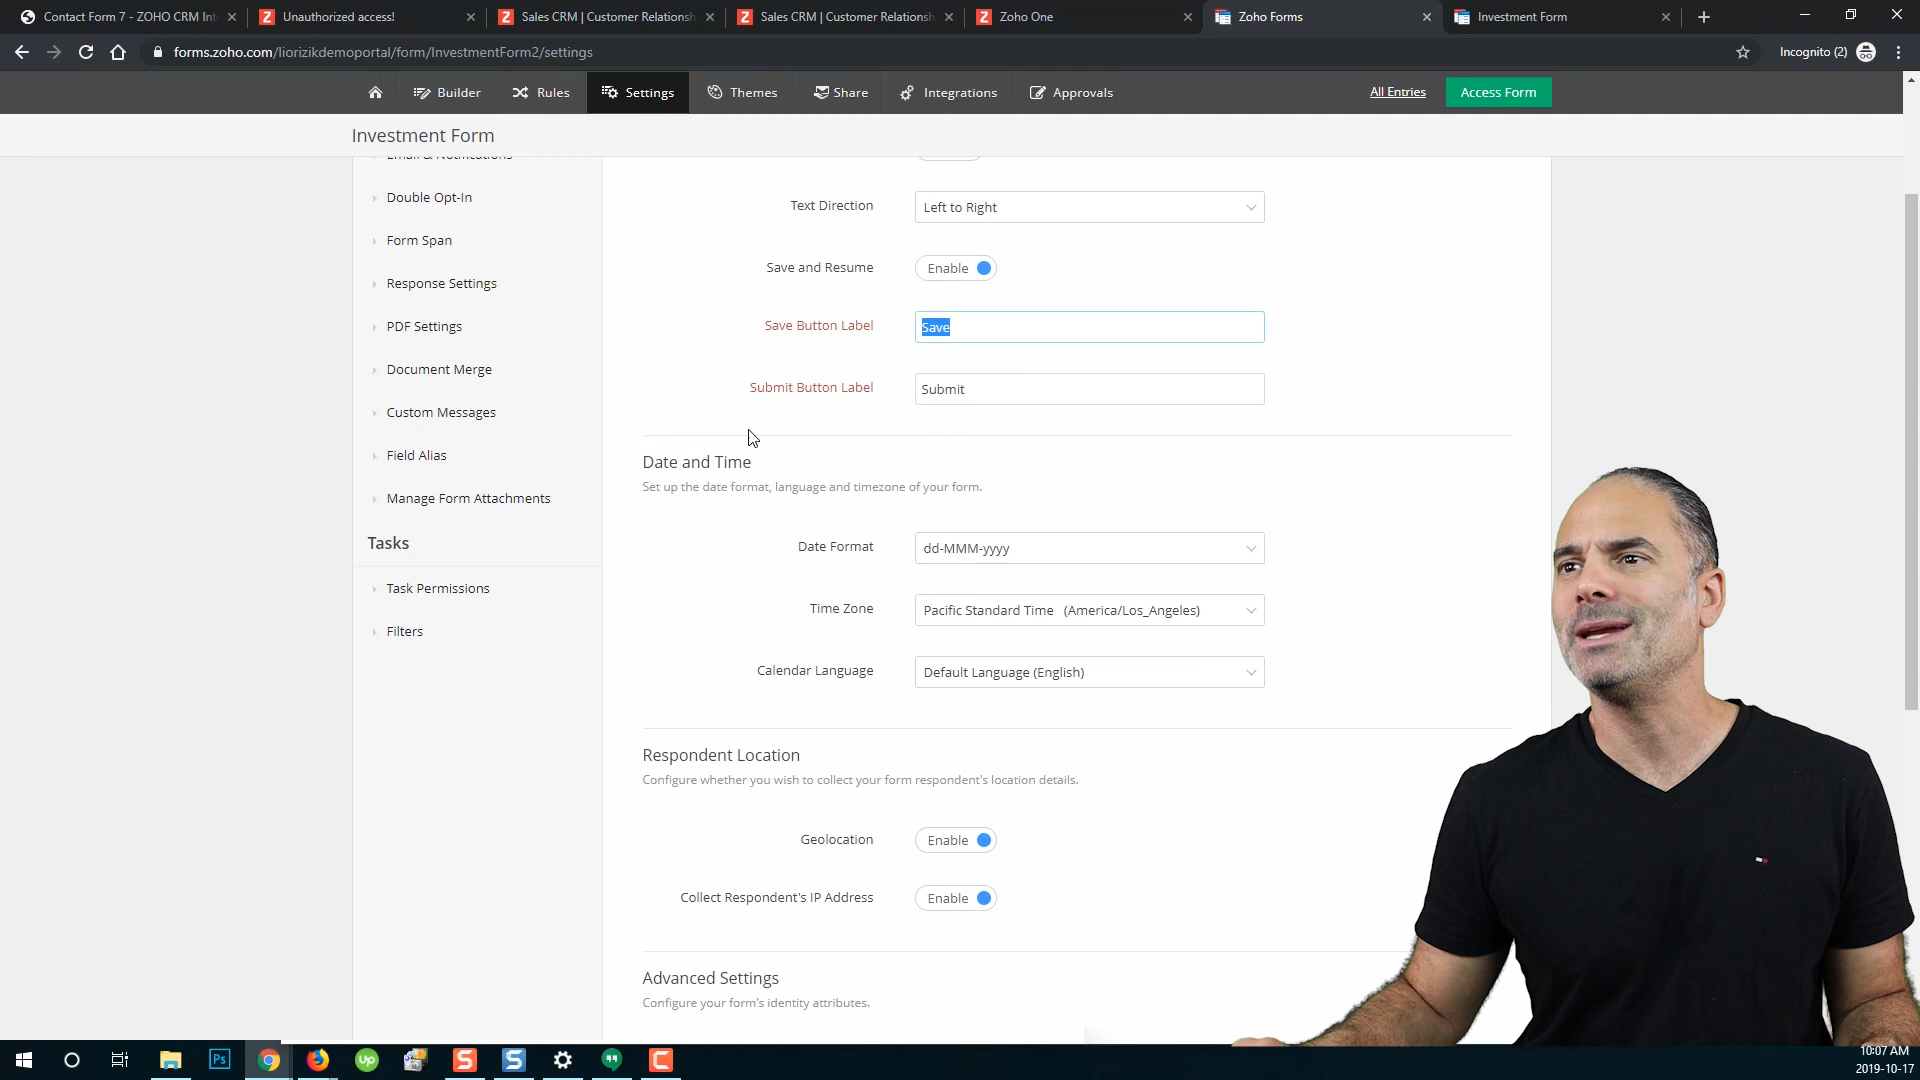 Contact Form 7 - ZOHO CRM Int
Unauthorized access!
Sales CRM | Customer Relationsh
Sales CRM | Customer Relationsh
Zoho One
Zoho Forms
Investment Form
forms.zoho.com/liorizikdemoportal/form/InvestmentForm2/settings
Incognito (2)
Builder
Rules
Settings
Themes
Share
Integrations
Approvals
All Entries
Access Form
Investment Form
Email & Notifications
Double Opt-In
Form Span
Response Settings
PDF Settings
Document Merge
Custom Messages
Field Alias
Manage Form Attachments
Tasks
Task Permissions
Filters
Text Direction
Left to Right
Save and Resume
Enable
Save Button Label
Save
Submit Button Label
Submit
Date and Time
Set up the date format, language and timezone of your form.
Date Format
dd-MMM-yyyy
Time Zone
Pacific Standard Time (America/Los_Angeles)
Calendar Language
Default Language (English)
Respondent Location
Configure whether you wish to collect your form respondent's location details.
Geolocation
Enable
Collect Respondent's IP Address
Enable
Advanced Settings
Configure your form's identity attributes.
Ps
Up
S
S
C
10:07 AM
2019-10-17